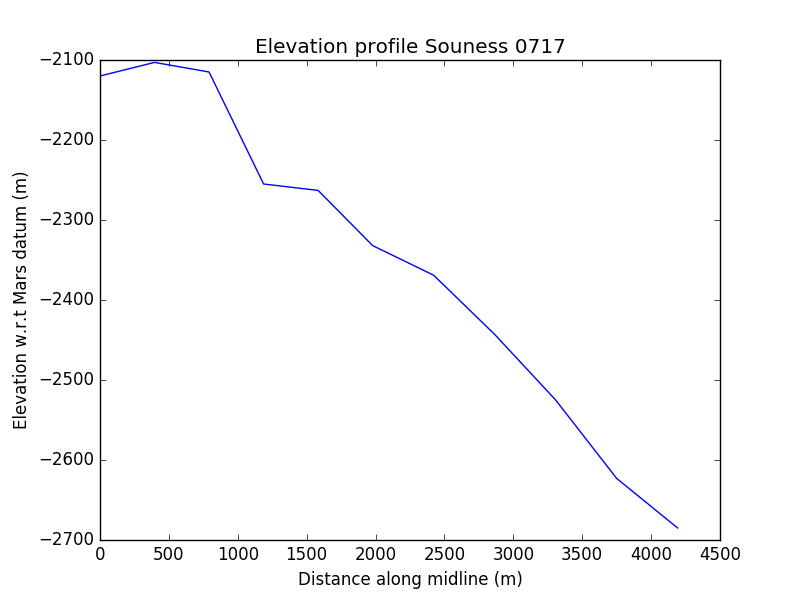 Elevation profile Souness 0717
−2100
−2200
−2300
−2400
−2500
−2600
−2700
Elevation w.r.t Mars datum (m)
0 500 1000 1500 2000 2500 3000 3500 4000 4500
Distance along midline (m)